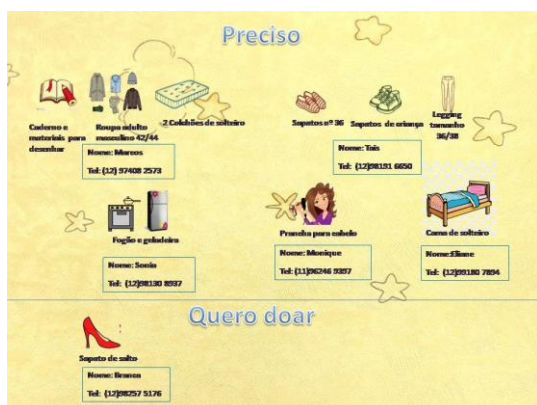 Preciso
Caderno e
materiais para
desenhar
Roupa adulto
masculino 42/44
2 Colchões de solteiro
Nome: Marcos
Tel: (12) 97408 2573
Sapatos nº 36
Sapatos de criança
Legging
tamanho
36/38
Nome: Tais
Tel: (12)98191 6650
Fogão e geladeira
Nome: Sonia
Tel: (12)98130 8937
Prancha para cabelo
Nome: Monique
Tel: (11)96246 9397
Cama de solteiro
Nome:Eliane
Tel: (12)99180 7894
Quero doar
Sapato de salto
Nome: Branca
Tel: (12)98257 5176